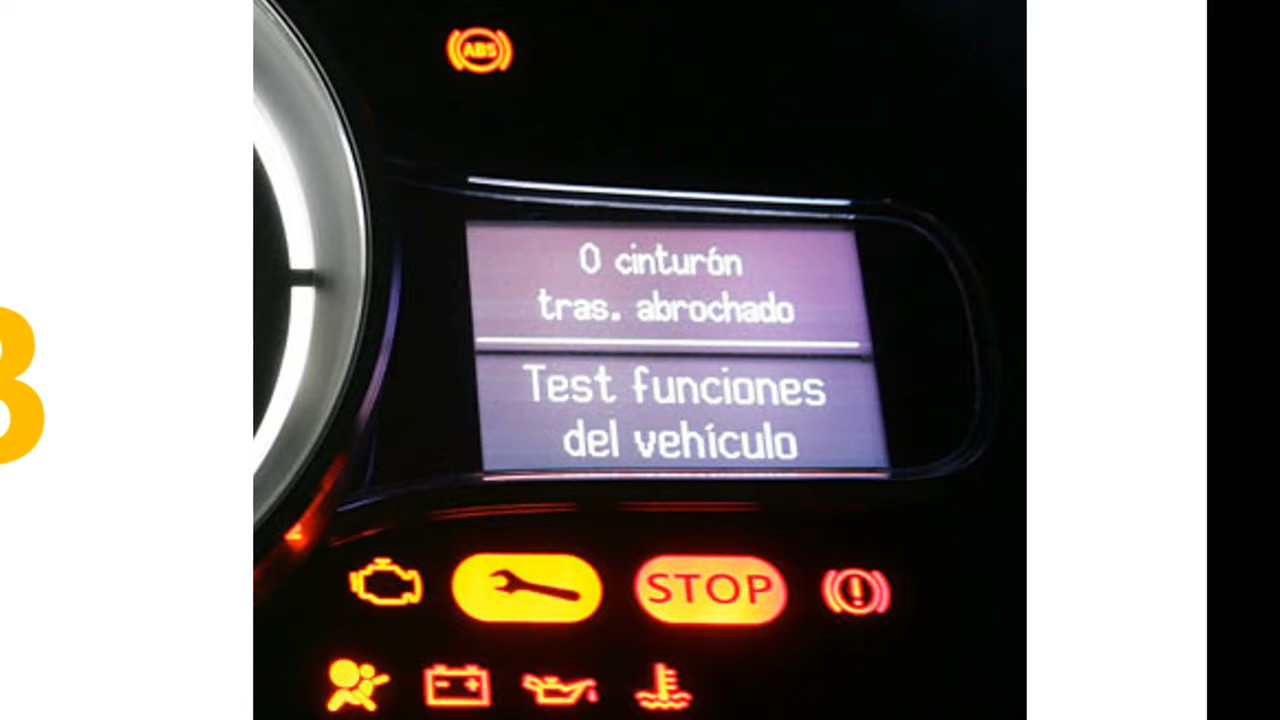 ABS
0 cinturón
tras. abrochado
Test funciones
del vehículo
STOP